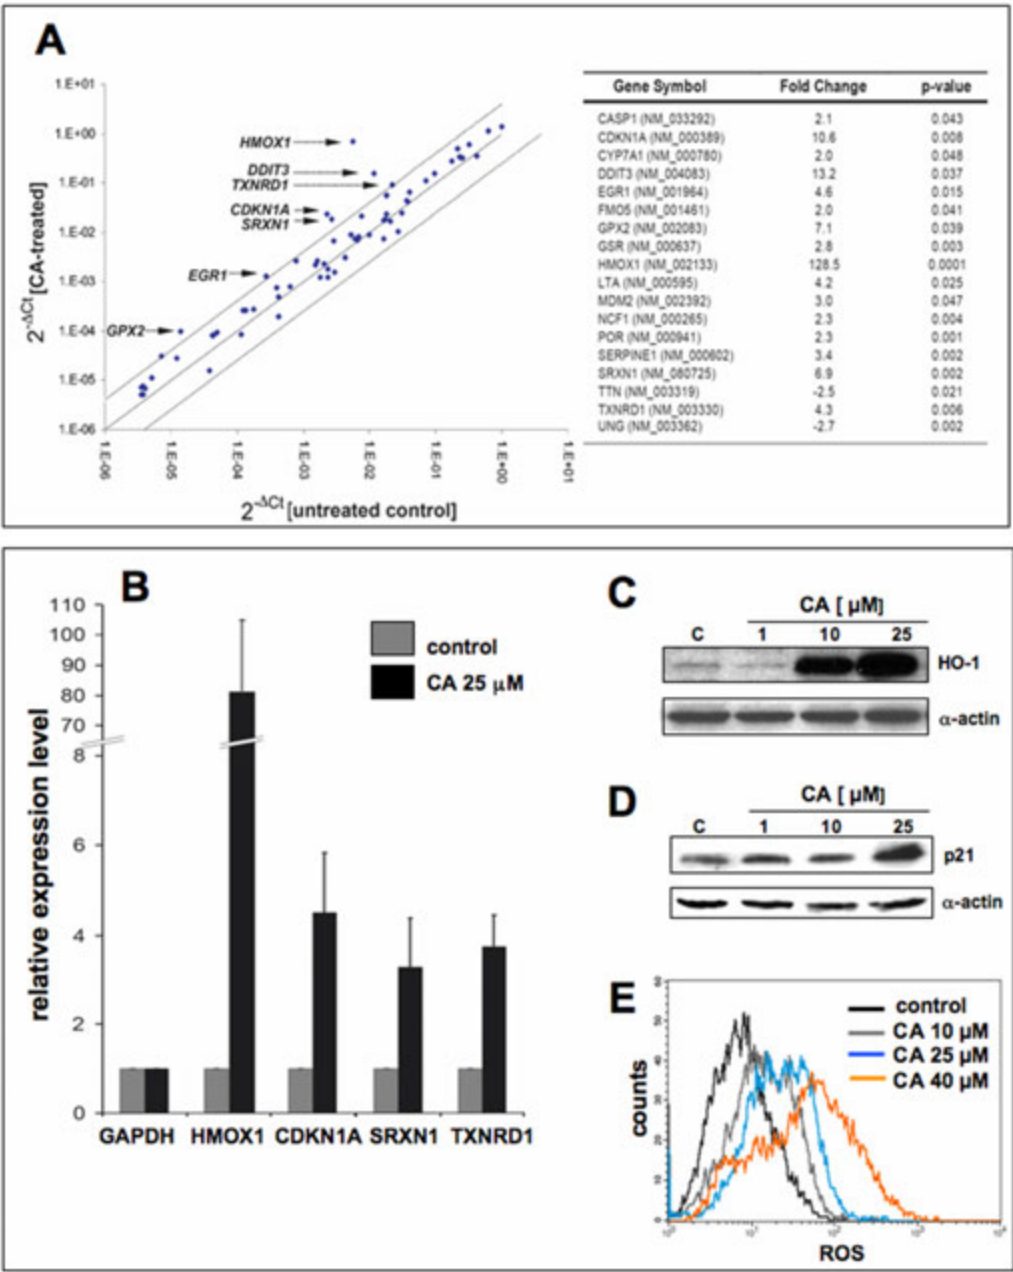 A
1.E+01
1.E+00
1.E-01
1.E-02
1.E-03
1.E-04
1.E-05
1.E-06
2^-ΔCt [CA-treated]
HMOX1
DDIT3
TXNRD1
CDKN1A
SRXN1
EGR1
GPX2
1.E-06 1.E-05 1.E-04 1.E-03 1.E-02 1.E-01 1.E+00 1.E+01
2^-ΔCt [untreated control]
Gene Symbol Fold Change p-value
CASP1 (NM_033292) 2.1 0.043
CDKN1A (NM_000389) 10.6 0.008
CYP7A1 (NM_000780) 2.0 0.048
DDIT3 (NM_004083) 13.2 0.037
EGR1 (NM_001964) 4.6 0.015
FMO5 (NM_001461) 2.0 0.041
GPX2 (NM_002083) 7.1 0.039
GSR (NM_000637) 2.8 0.003
HMOX1 (NM_002133) 128.5 0.0001
LTA (NM_000595) 4.2 0.025
MDM2 (NM_002392) 3.0 0.047
NCF1 (NM_000265) 2.3 0.004
POR (NM_000941) 2.3 0.001
SERPINE1 (NM_000602) 3.4 0.002
SRXN1 (NM_080725) 6.9 0.002
TTN (NM_003319) -2.5 0.021
TXNRD1 (NM_003330) 4.3 0.006
UNG (NM_003362) -2.7 0.002
B
relative expression level
110
100
90
80
70
8
6
4
2
0
control
CA 25 μM
GAPDH HMOX1 CDKN1A SRXN1 TXNRD1
C
CA [ μM]
C 1 10 25
HO-1
α-actin
D
CA [ μM]
C 1 10 25
p21
α-actin
E
counts
60
50
40
30
20
10
0
control
CA 10 μM
CA 25 μM
CA 40 μM
ROS